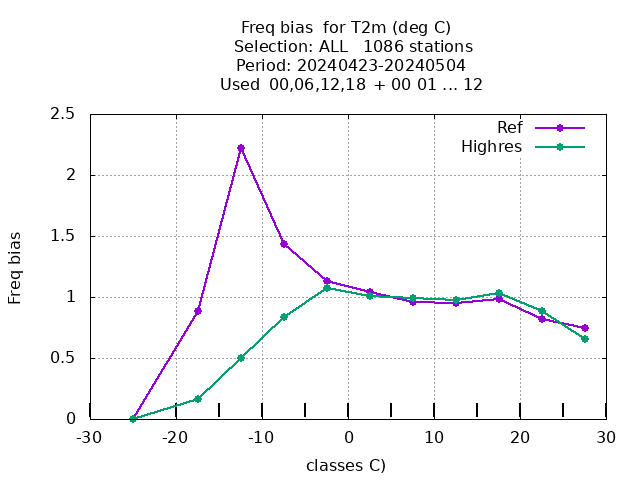 Freq bias  for T2m (deg C)
Selection: ALL   1086 stations
Period: 20240423-20240504
Used  00,06,12,18  + 00 01 ... 12
Ref
Highres
2.5
2
1.5
1
0.5
0
Freq bias
-30 -20 -10 0 10 20 30
classes C)